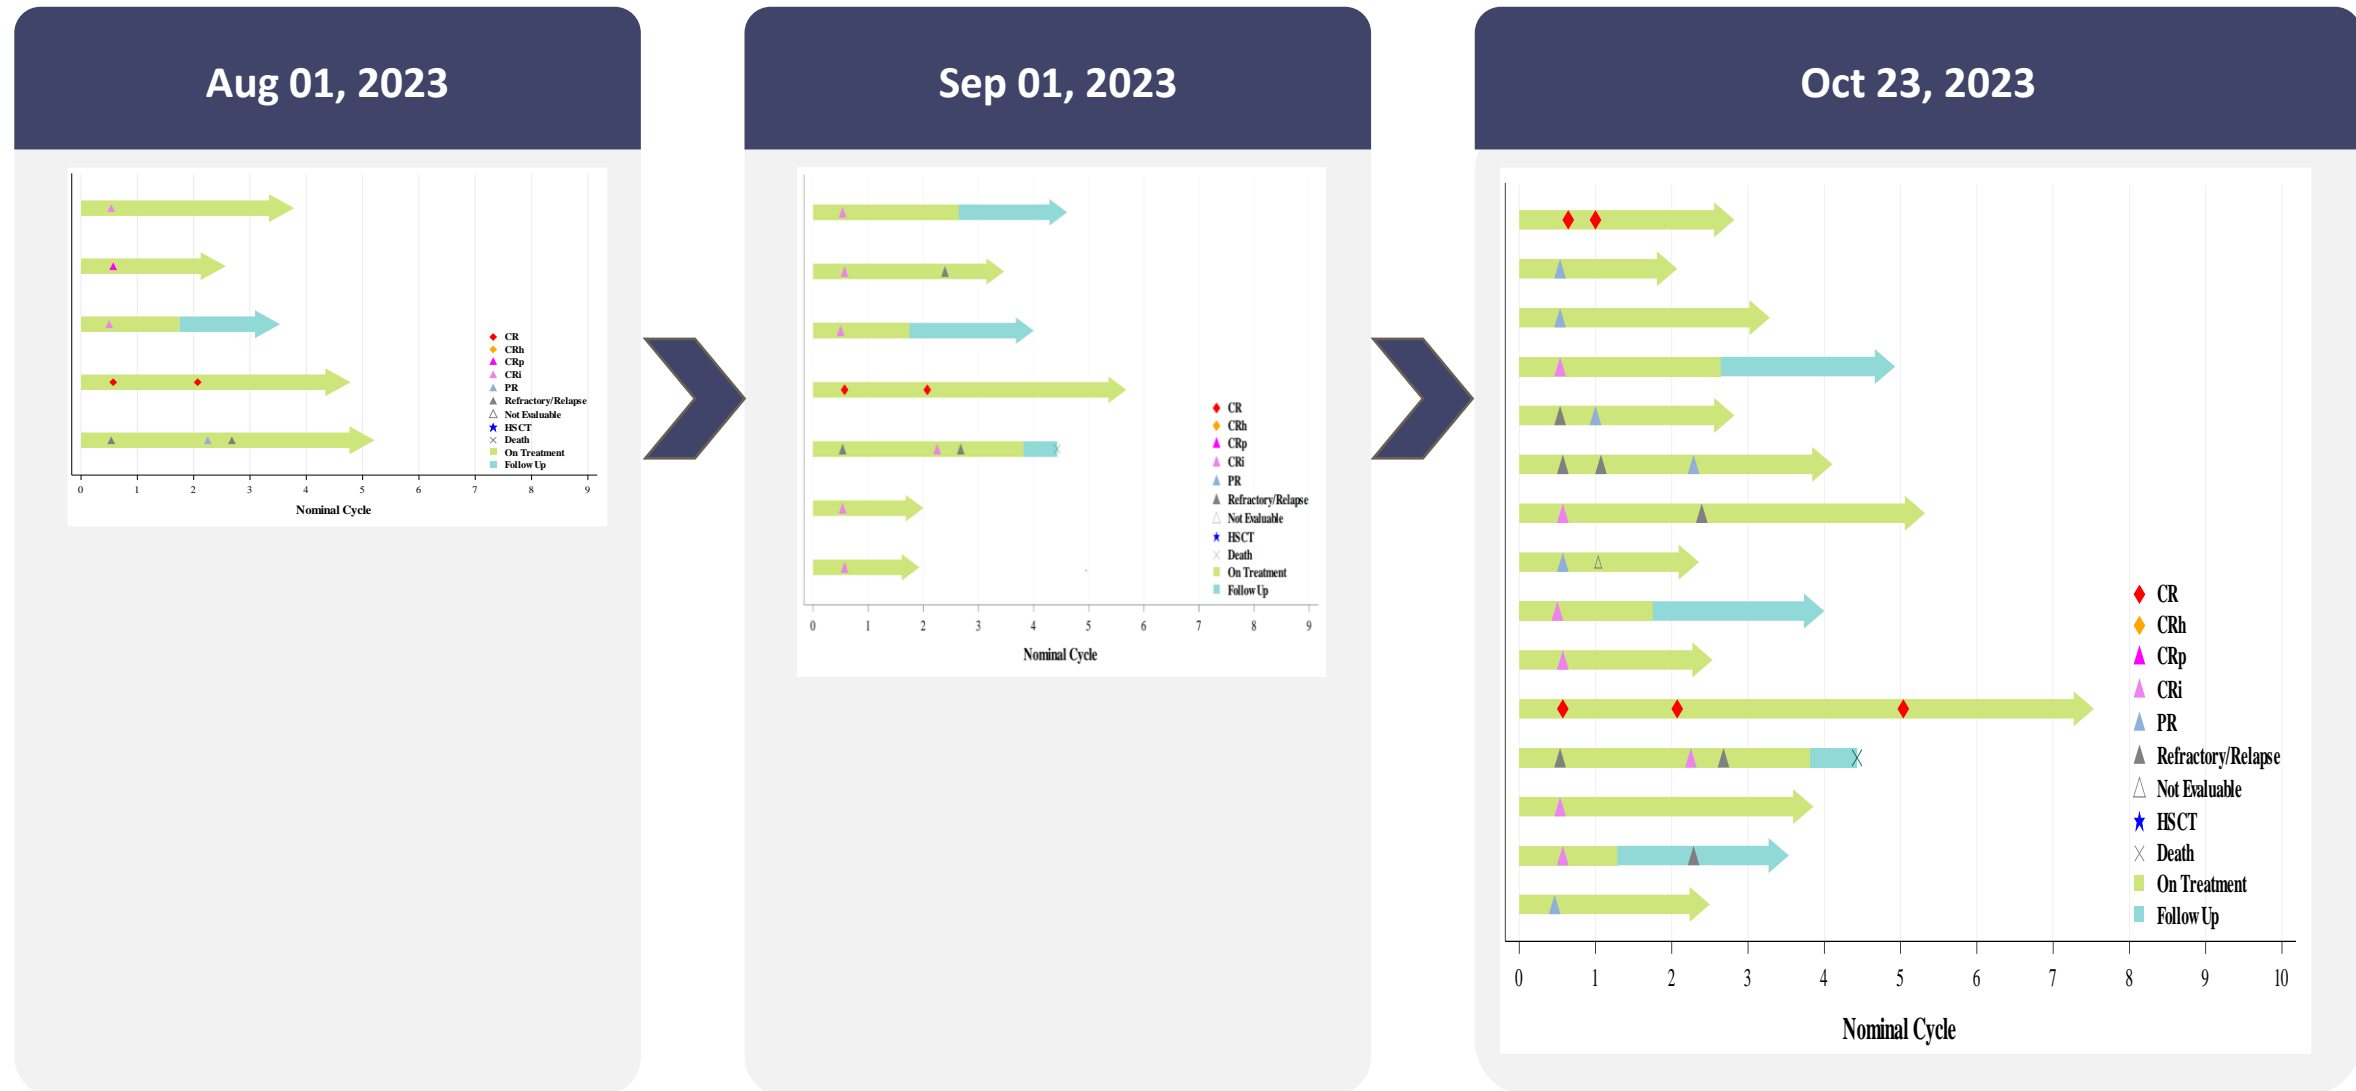 Aug 01, 2023
CR
CRh
CRp
CRi
PR
Refractory/Relapse
Not Evaluable
HSCT
Death
On Treatment
Follow Up
0 1 2 3 4 5 6 7 8 9
Nominal Cycle
Sep 01, 2023
CR
CRh
CRp
CRi
PR
Refractory/Relapse
Not Evaluable
HSCT
Death
On Treatment
Follow Up
0 1 2 3 4 5 6 7 8 9
Nominal Cycle
Oct 23, 2023
CR
CRh
CRp
CRi
PR
Refractory/Relapse
Not Evaluable
HSCT
Death
On Treatment
Follow Up
0 1 2 3 4 5 6 7 8 9 10
Nominal Cycle